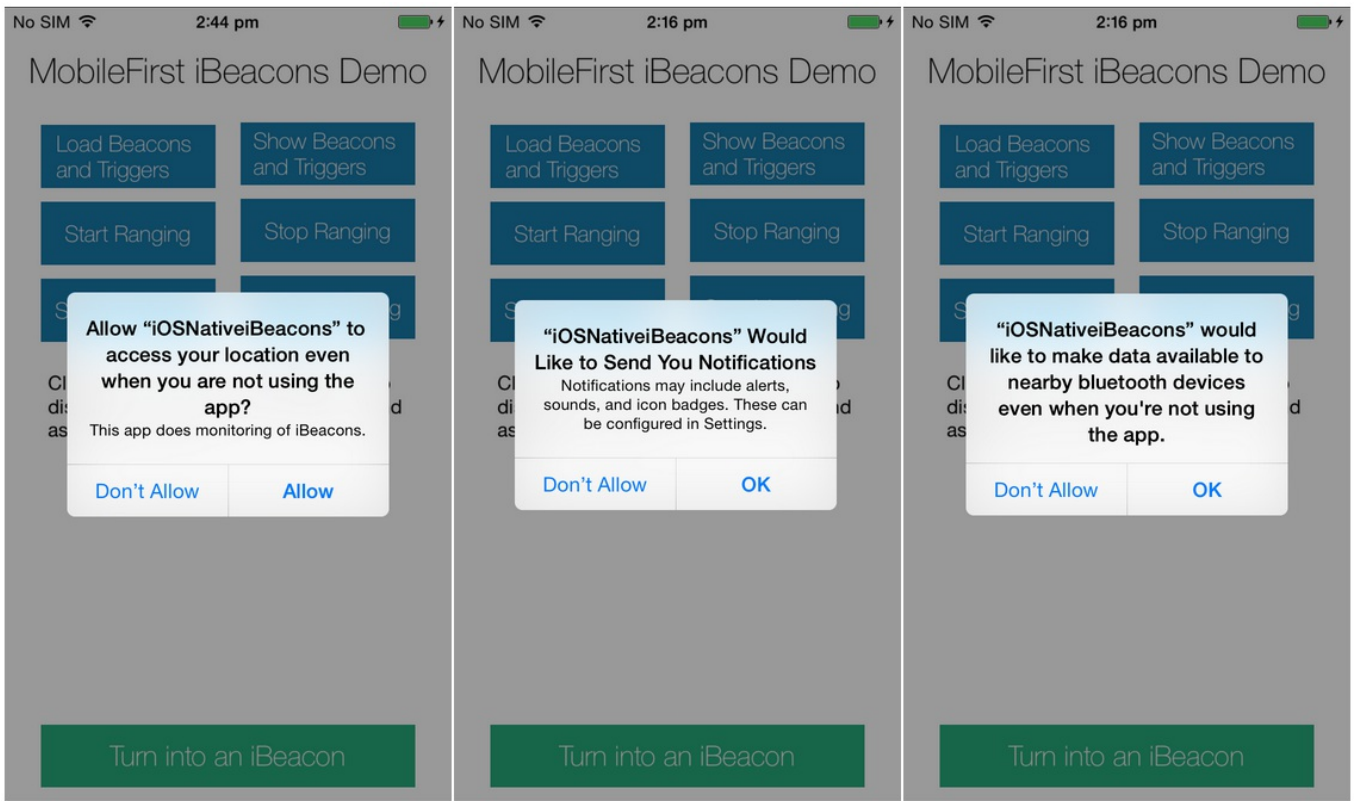 No SIM 2:44 pm
MobileFirst iBeacons Demo
Load Beacons
and Triggers
Show Beacons
and Triggers
Start Ranging
Stop Ranging
Allow “iOSNativeiBeacons” to
access your location even
when you are not using the
app?
This app does monitoring of iBeacons.
Don’t Allow
Allow
Turn into an iBeacon
No SIM 2:16 pm
MobileFirst iBeacons Demo
Load Beacons
and Triggers
Show Beacons
and Triggers
Start Ranging
Stop Ranging
“iOSNativeiBeacons” Would
Like to Send You Notifications
Notifications may include alerts,
sounds, and icon badges. These can
be configured in Settings.
Don’t Allow
OK
Turn into an iBeacon
No SIM 2:16 pm
MobileFirst iBeacons Demo
Load Beacons
and Triggers
Show Beacons
and Triggers
Start Ranging
Stop Ranging
“iOSNativeiBeacons” would
like to make data available to
nearby bluetooth devices
even when you're not using
the app.
Don’t Allow
OK
Turn into an iBeacon